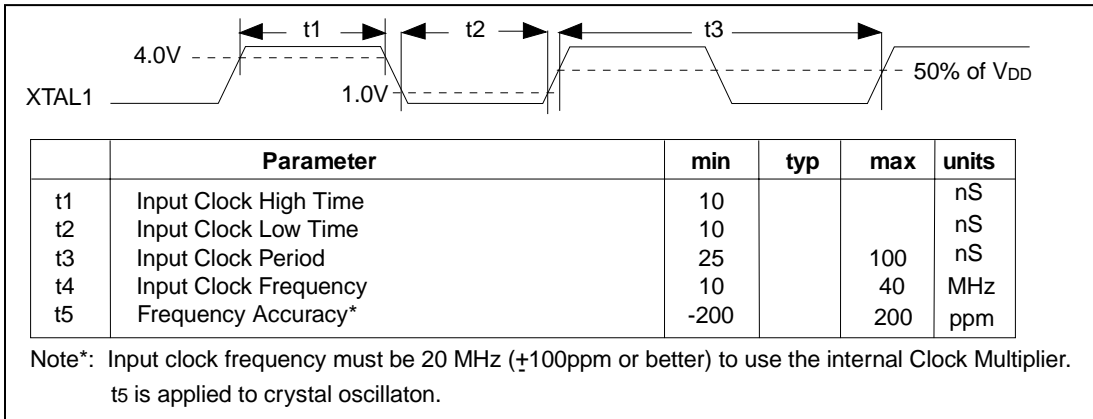 t1 t2 t3
4.0V
50% of VDD
XTAL1 1.0V
Parameter min typ max units
t1 Input Clock High Time 10 nS
t2 Input Clock Low Time 10 nS
t3 Input Clock Period 25 100 nS
t4 Input Clock Frequency 10 40 MHz
t5 Frequency Accuracy* -200 200 ppm
Note*: Input clock frequency must be 20 MHz (±100ppm or better) to use the internal Clock Multiplier.
t5 is applied to crystal oscillaton.